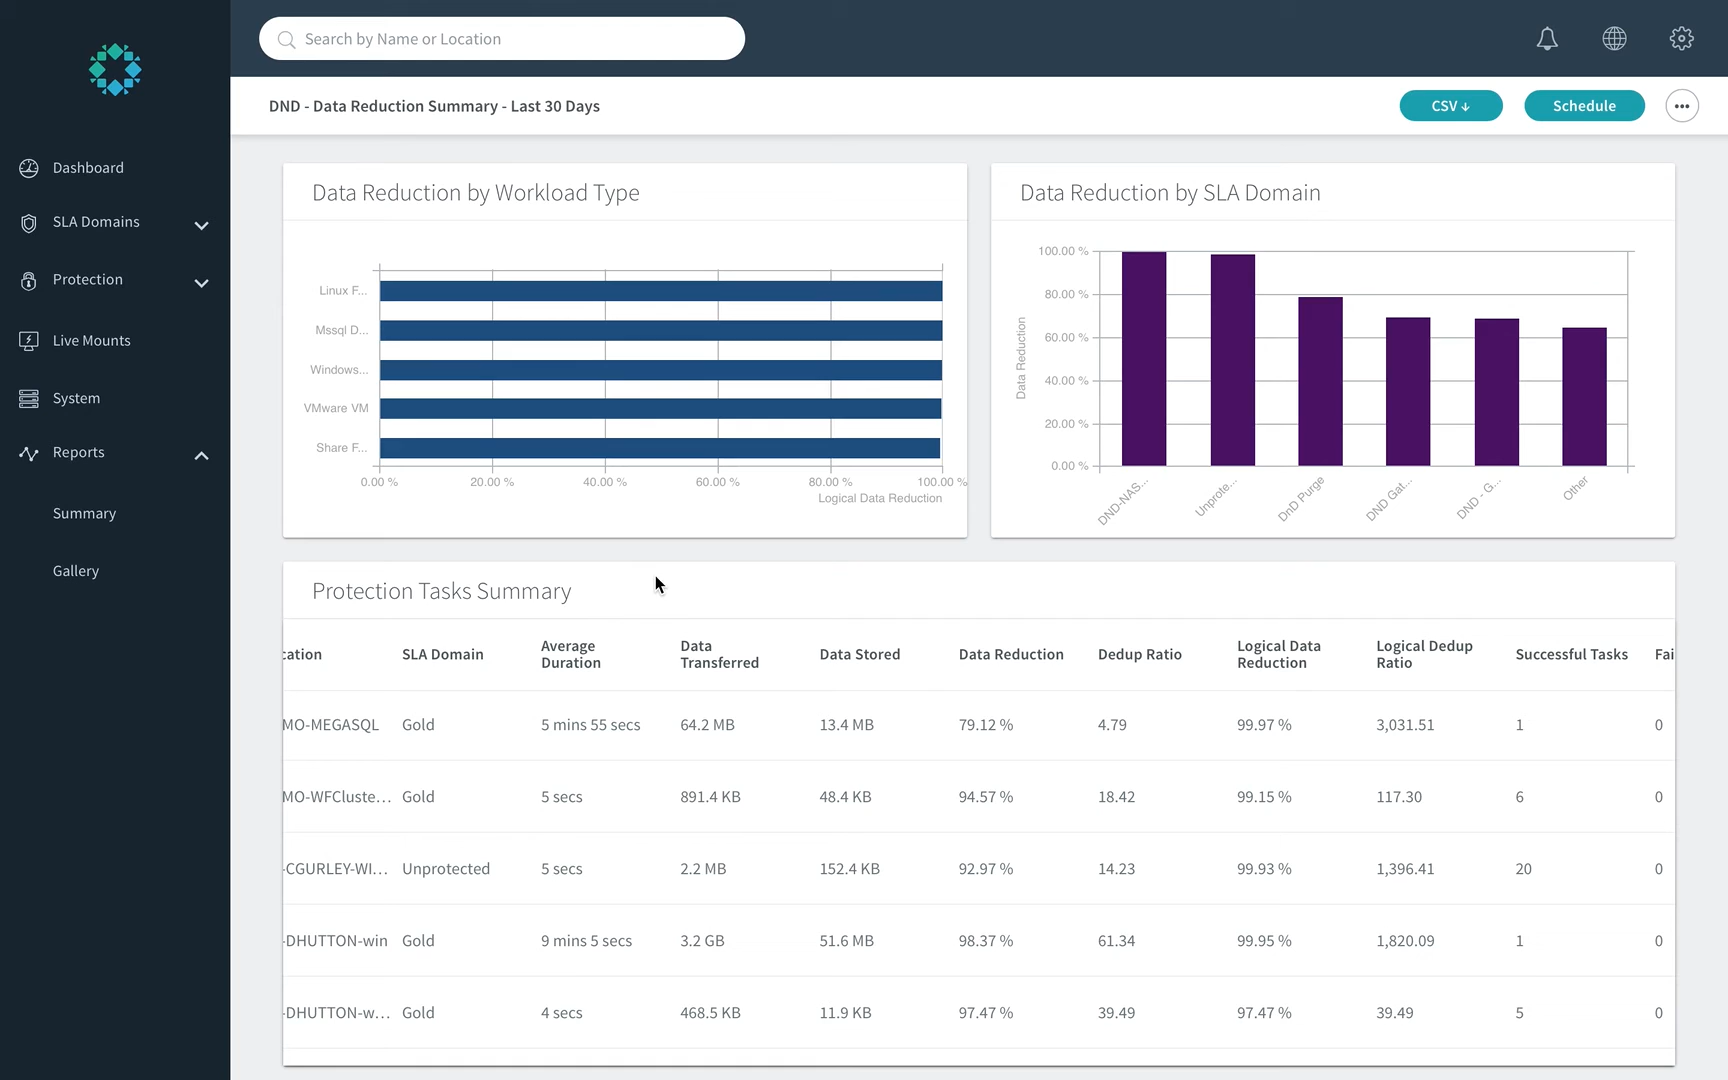 Search by Name or Location
DND - Data Reduction Summary - Last 30 Days
CSV ↓
Schedule
Dashboard
SLA Domains
Protection
Live Mounts
System
Reports
Summary
Gallery
Data Reduction by Workload Type
Linux F...
Mssql D...
Windows...
VMware VM
Share F...
0.00 %
20.00 %
40.00 %
60.00 %
80.00 %
100.00 %
Logical Data Reduction
Data Reduction by SLA Domain
100.00 %
80.00 %
60.00 %
40.00 %
20.00 %
0.00 %
Data Reduction
DND-NAS...
Unprote...
DnD Purge
DND Gat...
DND - G...
Other
Protection Tasks Summary
cation SLA Domain Average Duration Data Transferred Data Stored Data Reduction Dedup Ratio Logical Data Reduction Logical Dedup Ratio Successful Tasks Fai
MO-MEGASQL Gold 5 mins 55 secs 64.2 MB 13.4 MB 79.12 % 4.79 99.97 % 3,031.51 1 0
MO-WFCluste... Gold 5 secs 891.4 KB 48.4 KB 94.57 % 18.42 99.15 % 117.30 6 0
-CGURLEY-WI... Unprotected 5 secs 2.2 MB 152.4 KB 92.97 % 14.23 99.93 % 1,396.41 20 0
-DHUTTON-win Gold 9 mins 5 secs 3.2 GB 51.6 MB 98.37 % 61.34 99.95 % 1,820.09 1 0
-DHUTTON-w... Gold 4 secs 468.5 KB 11.9 KB 97.47 % 39.49 97.47 % 39.49 5 0